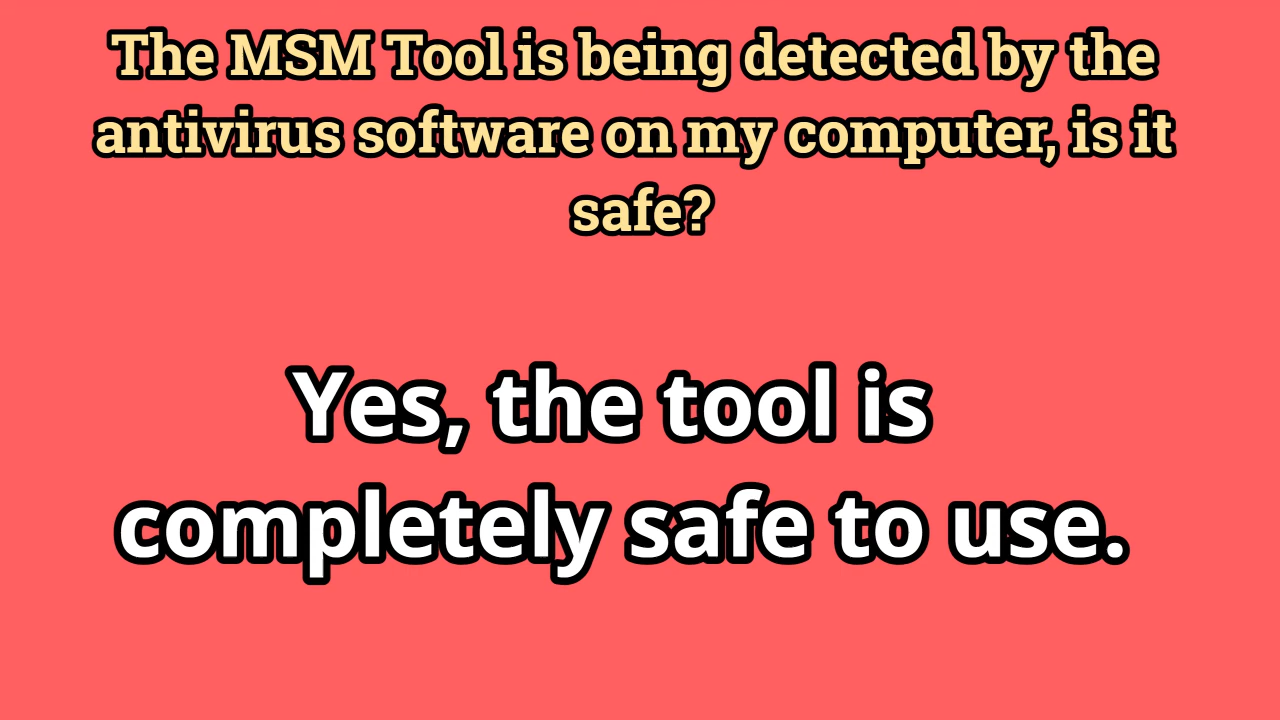 The MSM Tool is being detected by the
antivirus software on my computer, is it
safe?
Yes, the tool is
completely safe to use.